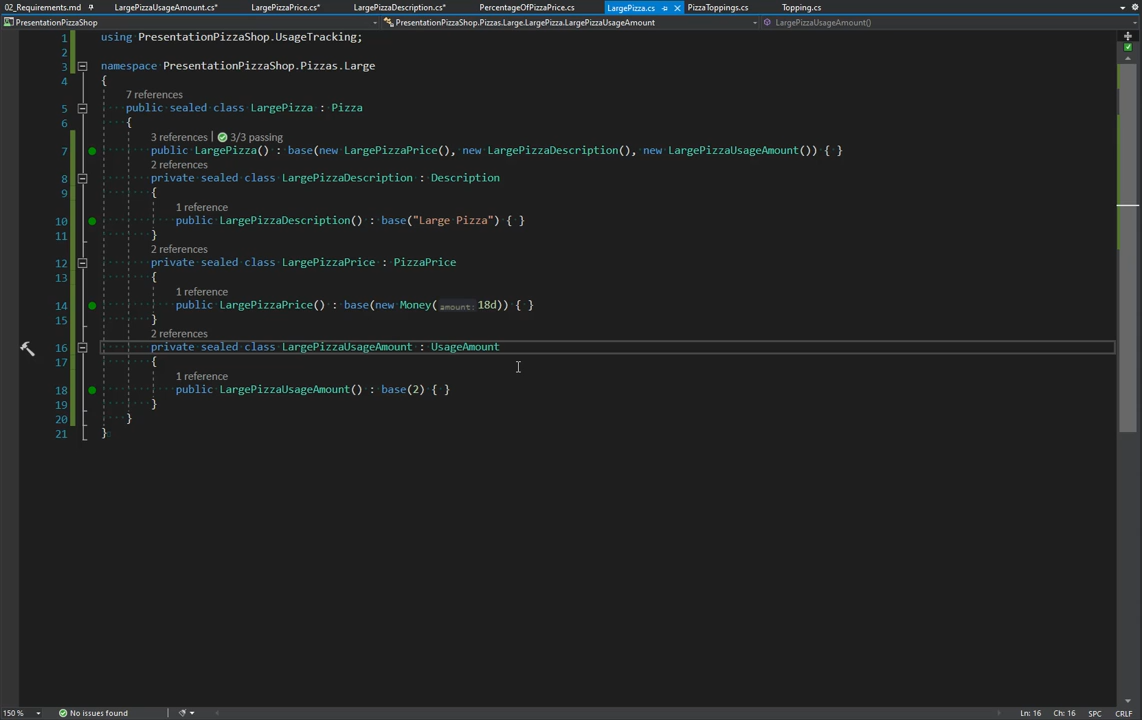 02_Requirements.md LargePizzaUsageAmount.cs* LargePizzaPrice.cs* LargePizzaDescription.cs* PercentageOfPizzaPrice.cs LargePizza.cs PizzaToppings.cs Topping.cs
PresentationPizzaShop PresentationPizzaShop.Pizzas.Large.LargePizza.LargePizzaUsageAmount LargePizzaUsageAmount()
1 using PresentationPizzaShop.UsageTracking;
2
3 namespace PresentationPizzaShop.Pizzas.Large
4 {
7 references
5 public sealed class LargePizza : Pizza
6 {
3 references | 3/3 passing
7 public LargePizza() : base(new LargePizzaPrice(), new LargePizzaDescription(), new LargePizzaUsageAmount()) { }
2 references
8 private sealed class LargePizzaDescription : Description
9 {
1 reference
10 public LargePizzaDescription() : base("Large Pizza") { }
11 }
2 references
12 private sealed class LargePizzaPrice : PizzaPrice
13 {
1 reference
14 public LargePizzaPrice() : base(new Money(amount: 18d)) { }
15 }
2 references
16 private sealed class LargePizzaUsageAmount : UsageAmount
17 {
1 reference
18 public LargePizzaUsageAmount() : base(2) { }
19 }
20 }
21 }
150 % No issues found Ln: 16 Ch: 16 SPC CRLF